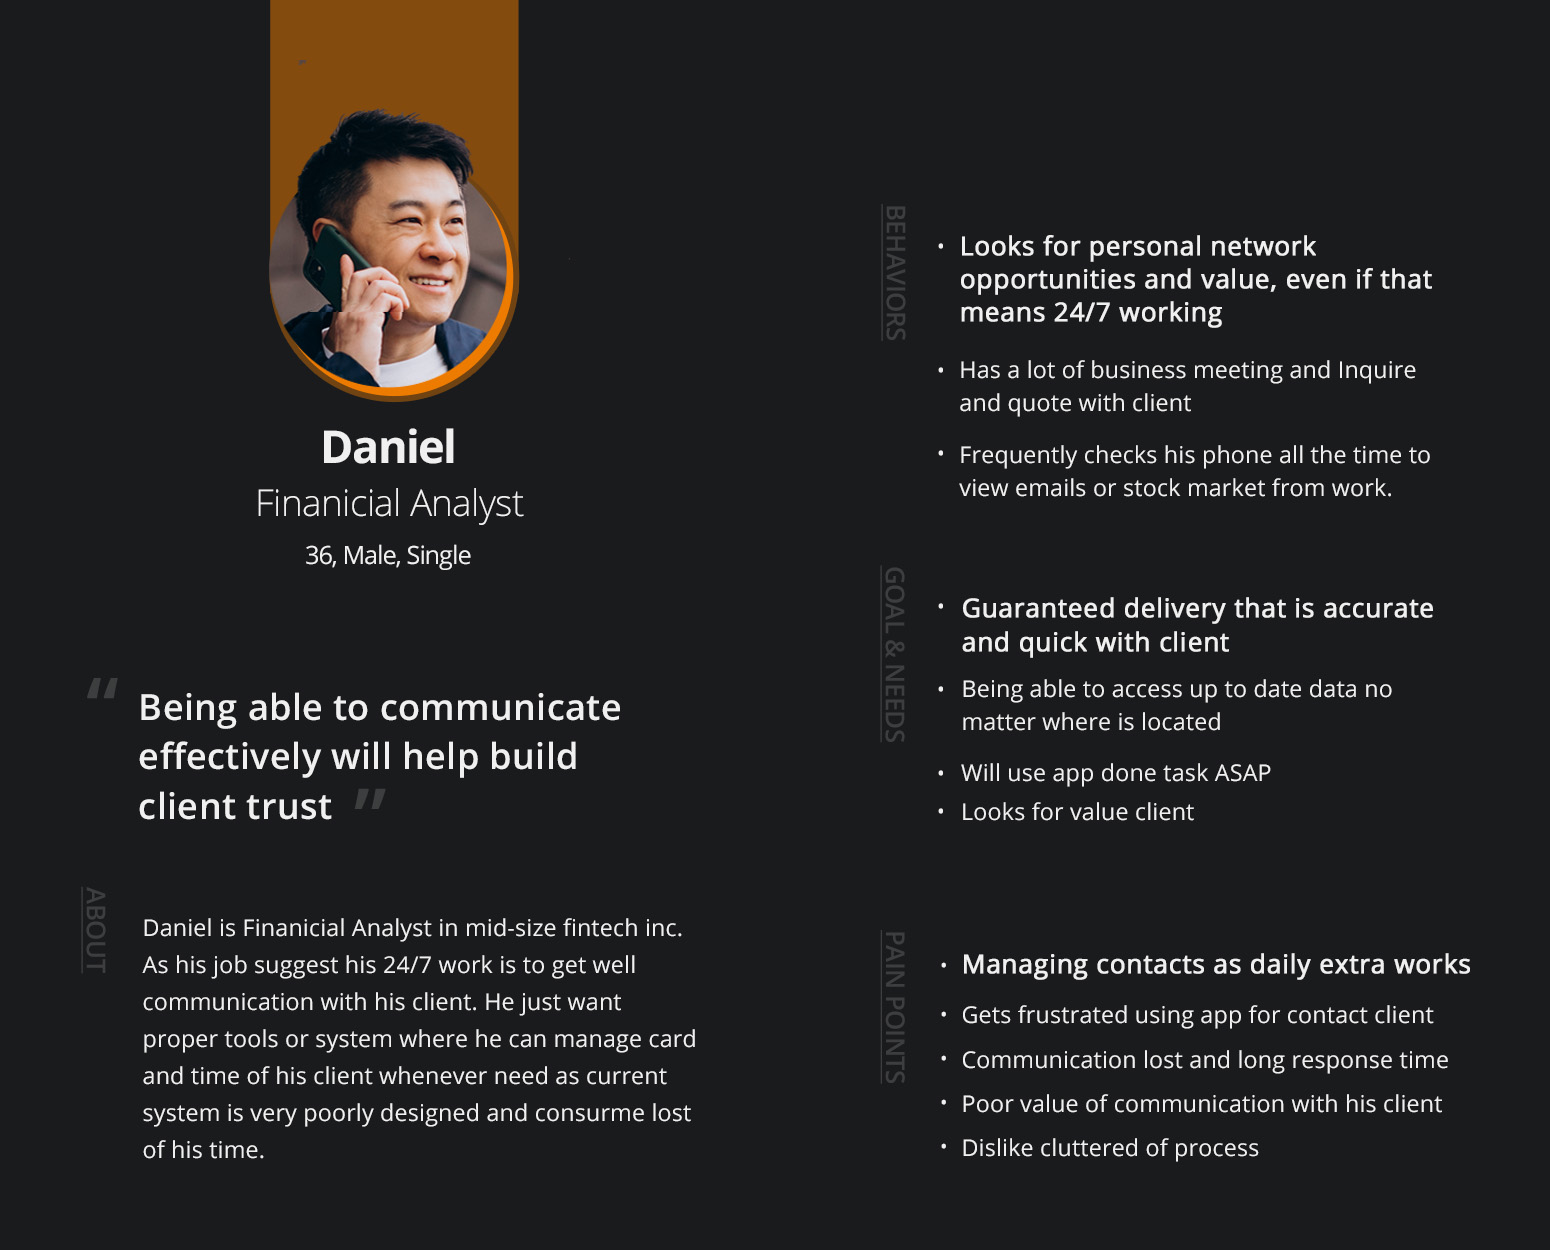 Daniel
Finanicial Analyst
36, Male, Single
“ Being able to communicate
effectively will help build
client trust ”
ABOUT
Daniel is Finanicial Analyst in mid-size fintech inc.
As his job suggest his 24/7 work is to get well
communication with his client. He just want
proper tools or system where he can manage card
and time of his client whenever need as current
system is very poorly designed and consurme lost
of his time.
BEHAVIORS
• Looks for personal network
opportunities and value, even if that
means 24/7 working
• Has a lot of business meeting and Inquire
and quote with client
• Frequently checks his phone all the time to
view emails or stock market from work.
GOAL & NEEDS
• Guaranteed delivery that is accurate
and quick with client
• Being able to access up to date data no
matter where is located
• Will use app done task ASAP
• Looks for value client
PAIN POINTS
• Managing contacts as daily extra works
• Gets frustrated using app for contact client
• Communication lost and long response time
• Poor value of communication with his client
• Dislike cluttered of process